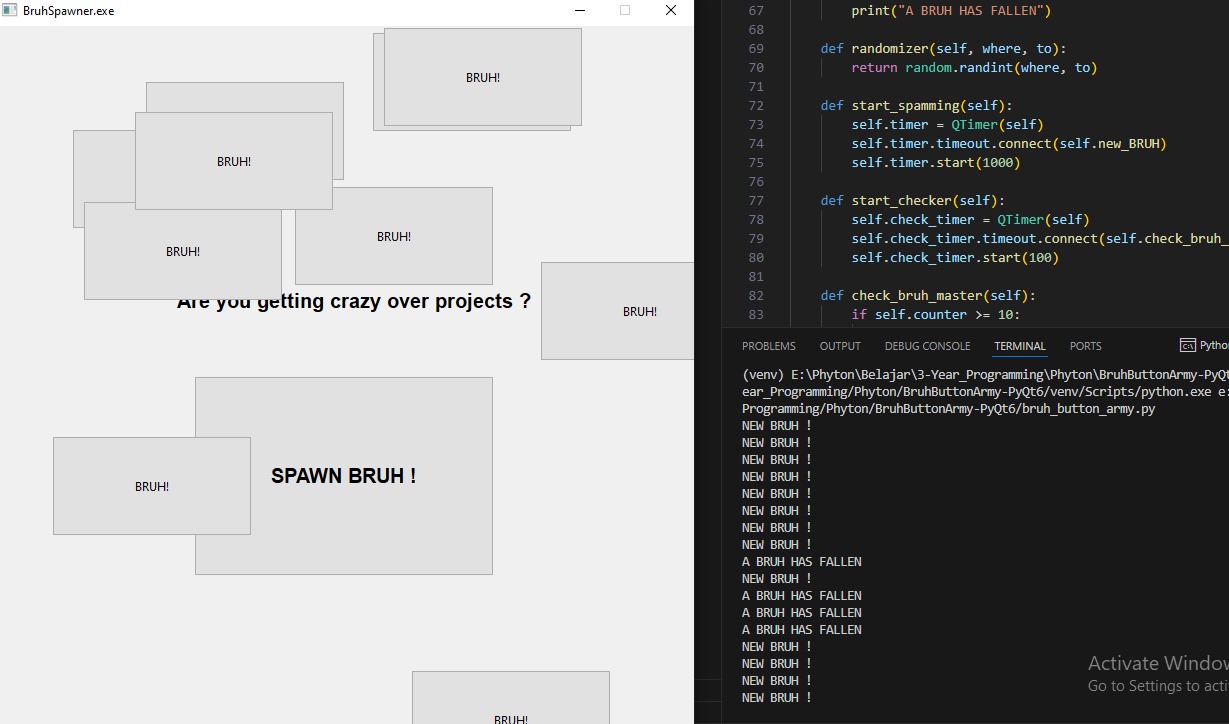 BruhSpawner.exe
BRUH!
BRUH!
BRUH!
BRUH!
Are you getting crazy over projects ?
BRUH!
SPAWN BRUH !
BRUH!
BRUH!
67 print("A BRUH HAS FALLEN")
68
69 def randomizer(self, where, to):
70 return random.randint(where, to)
71
72 def start_spamming(self):
73 self.timer = QTimer(self)
74 self.timer.timeout.connect(self.new_BRUH)
75 self.timer.start(1000)
76
77 def start_checker(self):
78 self.check_timer = QTimer(self)
79 self.check_timer.timeout.connect(self.check_bruh_
80 self.check_timer.start(100)
81
82 def check_bruh_master(self):
83 if self.counter >= 10:
PROBLEMS OUTPUT DEBUG CONSOLE TERMINAL PORTS Pytho
(venv) E:\Phyton\Belajar\3-Year_Programming\Phyton\BruhButtonArmy-PyQt
ear_Programming/Phyton/BruhButtonArmy-PyQt6/venv/Scripts/python.exe e:
Programming/Phyton/BruhButtonArmy-PyQt6/bruh_button_army.py
NEW BRUH !
NEW BRUH !
NEW BRUH !
NEW BRUH !
NEW BRUH !
NEW BRUH !
NEW BRUH !
NEW BRUH !
A BRUH HAS FALLEN
NEW BRUH !
A BRUH HAS FALLEN
A BRUH HAS FALLEN
A BRUH HAS FALLEN
NEW BRUH !
NEW BRUH !
NEW BRUH !
NEW BRUH !
Activate Window
Go to Settings to acti